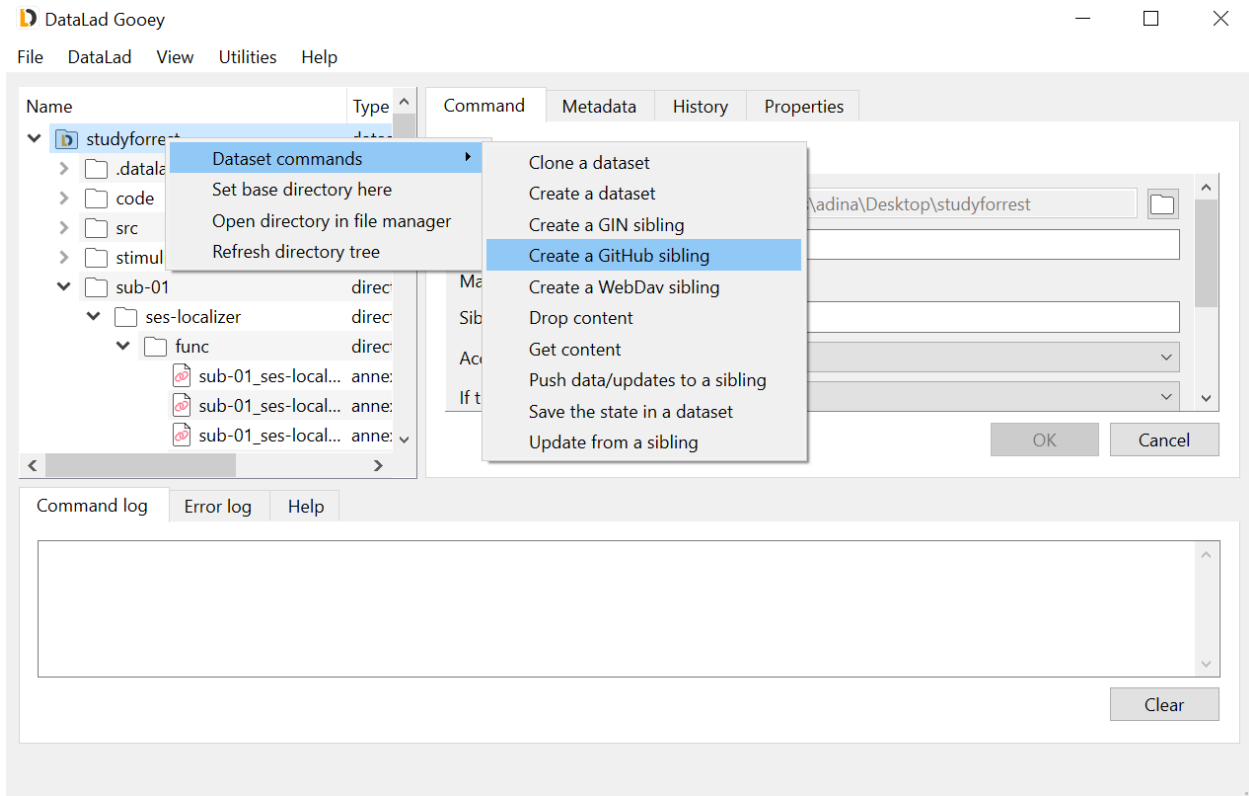 DataLad Gooey
File DataLad View Utilities Help
Name Type
Command Metadata History Properties
studyforrest
.datala
code
src
stimul
sub-01 direc
ses-localizer direc
func direc
sub-01_ses-local... anne
sub-01_ses-local... anne
sub-01_ses-local... anne
Dataset commands
Set base directory here
Open directory in file manager
Refresh directory tree
Clone a dataset
Create a dataset
Create a GIN sibling
Create a GitHub sibling
Create a WebDav sibling
Drop content
Get content
Push data/updates to a sibling
Save the state in a dataset
Update from a sibling
\adina\Desktop\studyforrest
Ma
Sib
Acc
If t
OK Cancel
Command log Error log Help
Clear